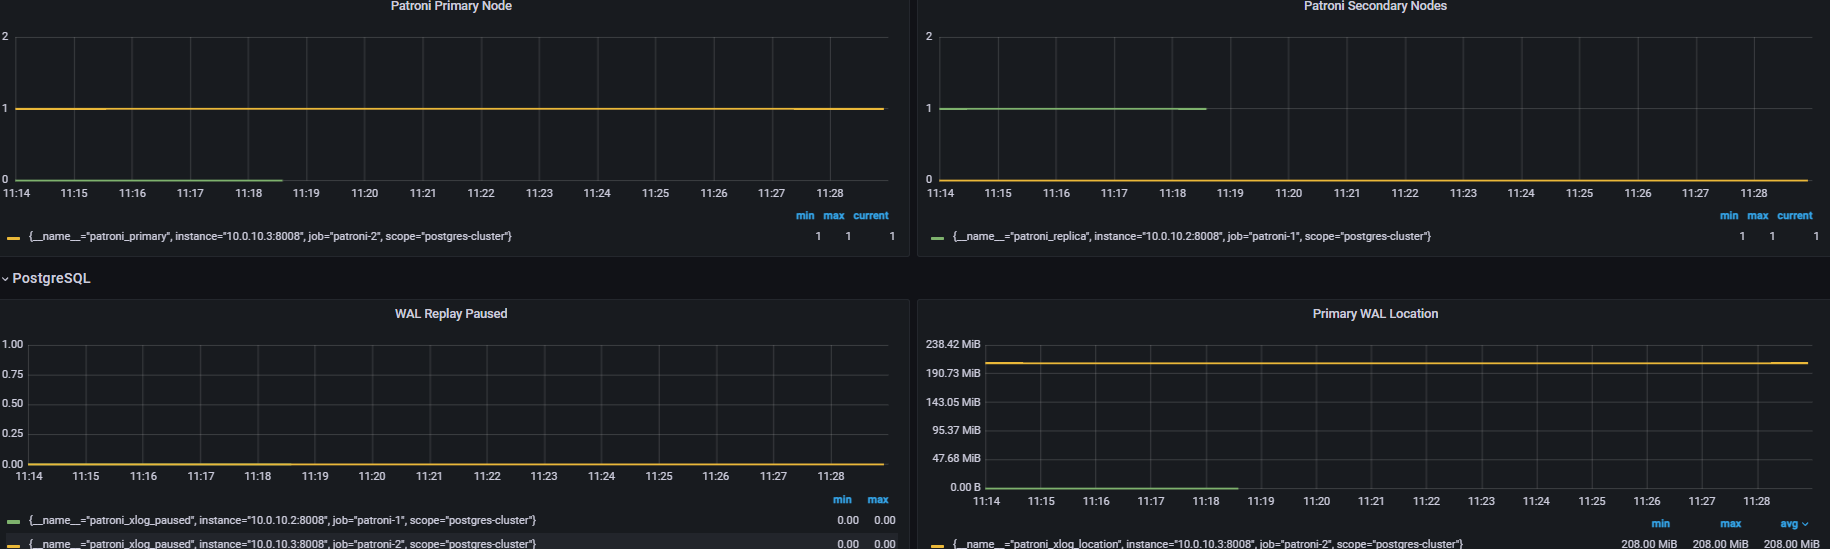 Patroni Primary Node
2
1
0
11:14 11:15 11:16 11:17 11:18 11:19 11:20 11:21 11:22 11:23 11:24 11:25 11:26 11:27 11:28
min max current
{__name__="patroni_primary", instance="10.0.10.3:8008", job="patroni-2", scope="postgres-cluster"} 1 1 1
Patroni Secondary Nodes
2
1
0
11:14 11:15 11:16 11:17 11:18 11:19 11:20 11:21 11:22 11:23 11:24 11:25 11:26 11:27 11:28
min max current
{__name__="patroni_replica", instance="10.0.10.2:8008", job="patroni-1", scope="postgres-cluster"} 1 1 1
PostgreSQL
WAL Replay Paused
1.00
0.75
0.50
0.25
0.00
11:14 11:15 11:16 11:17 11:18 11:19 11:20 11:21 11:22 11:23 11:24 11:25 11:26 11:27 11:28
min max
{__name__="patroni_xlog_paused", instance="10.0.10.2:8008", job="patroni-1", scope="postgres-cluster"} 0.00 0.00
{__name__="patroni_xlog_paused", instance="10.0.10.3:8008", job="patroni-2", scope="postgres-cluster"} 0.00 0.00
Primary WAL Location
238.42 MiB
190.73 MiB
143.05 MiB
95.37 MiB
47.68 MiB
0.00 B
11:14 11:15 11:16 11:17 11:18 11:19 11:20 11:21 11:22 11:23 11:24 11:25 11:26 11:27 11:28
min max avg
{__name__="patroni_xlog_location", instance="10.0.10.3:8008", job="patroni-2", scope="postgres-cluster"} 208.00 MiB 208.00 MiB 208.00 MiB